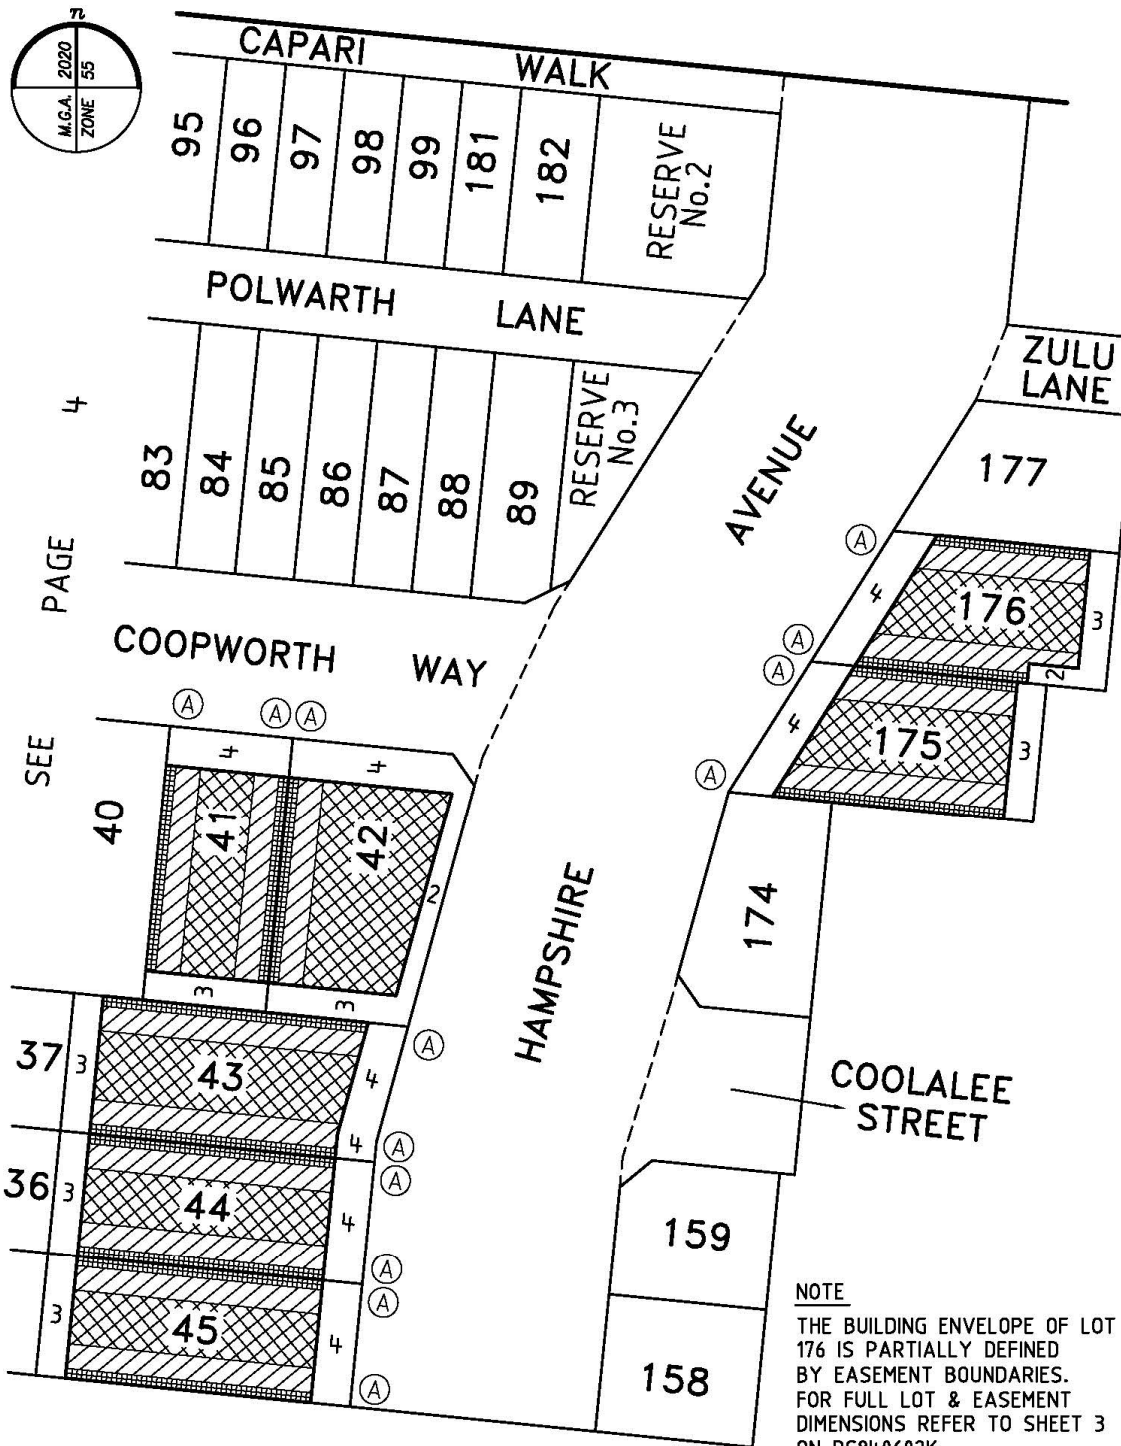 n
M.G.A. 2020
ZONE 55
CAPARI WALK
95
96
97
98
99
181
182
RESERVE
No.2
POLWARTH LANE
83
84
85
86
87
88
89
RESERVE
No.3
ZULU
LANE
177
AVENUE
SEE PAGE 4
COOPWORTH WAY
A
4
176
3
A
A
2
4
175
3
A
A
A
A
4
4
40
41
42
2
3
3
HAMPSHIRE
174
37
3
43
4
A
4
A
COOLALEE
STREET
36
3
44
4
A
A
159
3
45
4
A
A
158
NOTE
THE BUILDING ENVELOPE OF LOT
176 IS PARTIALLY DEFINED
BY EASEMENT BOUNDARIES.
FOR FULL LOT & EASEMENT
DIMENSIONS REFER TO SHEET 3